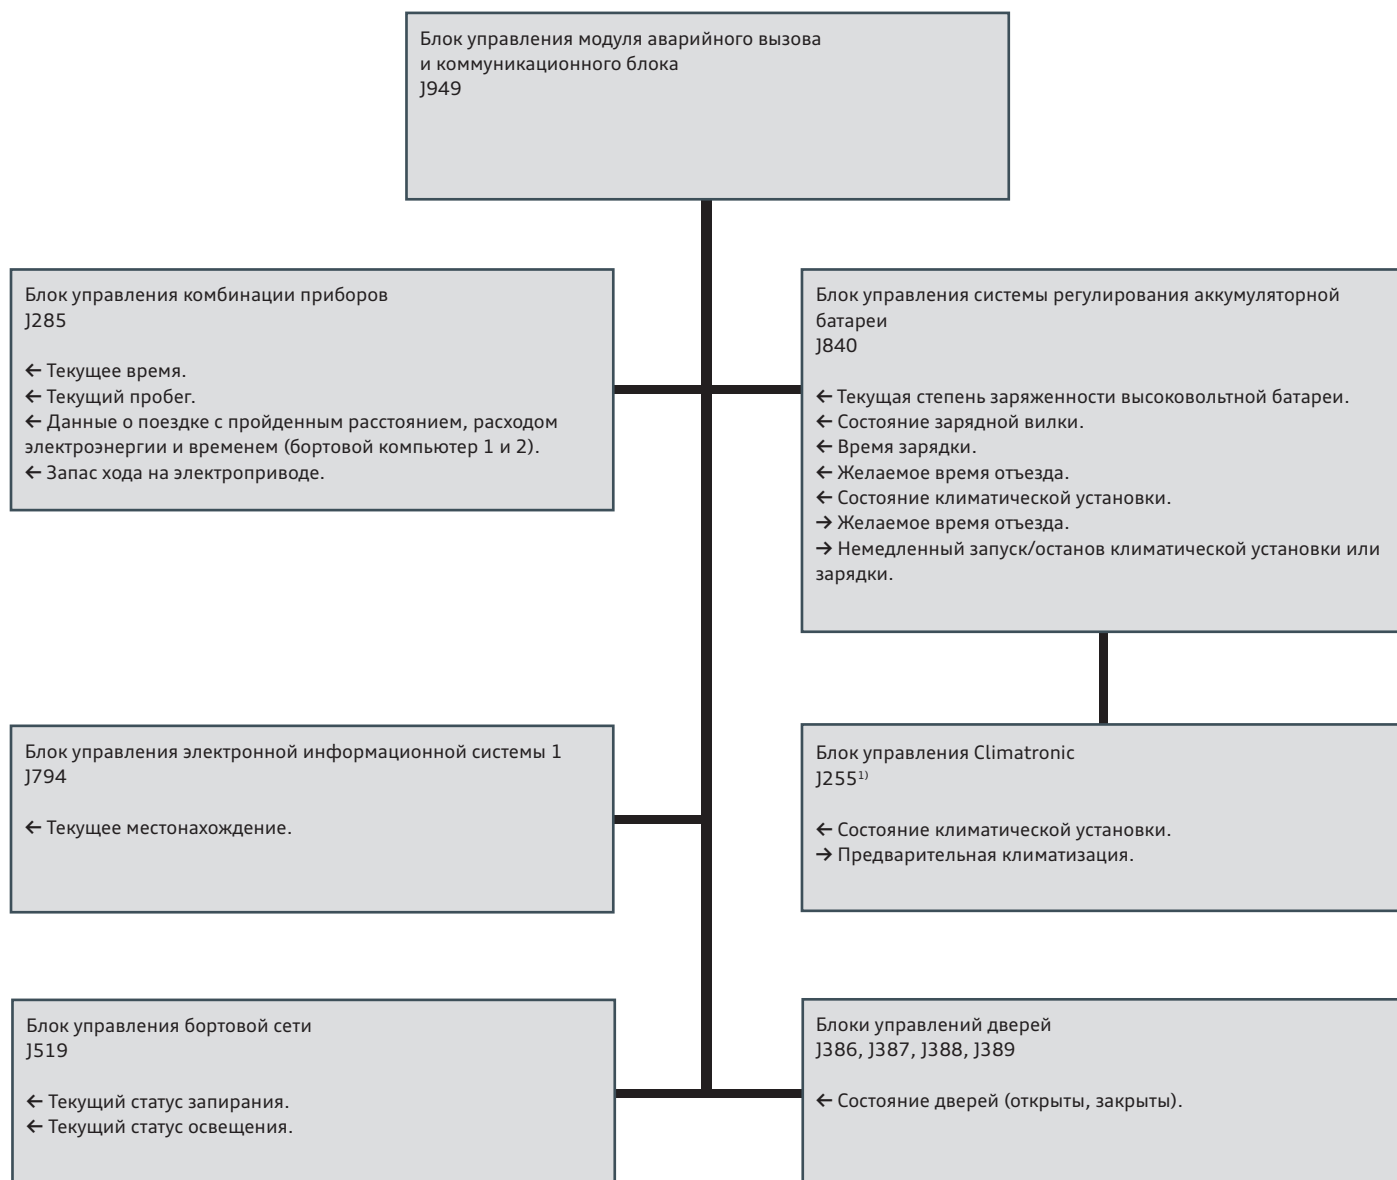 Блок управления модуля аварийного вызова
и коммуникационного блока
J949
Блок управления комбинации приборов
J285
← Текущее время.
← Текущий пробег.
← Данные о поездке с пройденным расстоянием, расходом
электроэнергии и временем (бортовой компьютер 1 и 2).
← Запас хода на электроприводе.
Блок управления системы регулирования аккумуляторной
батареи
J840
← Текущая степень заряженности высоковольтной батареи.
← Состояние зарядной вилки.
← Время зарядки.
← Желаемое время отъезда.
← Состояние климатической установки.
→ Желаемое время отъезда.
→ Немедленный запуск/останов климатической установки или
зарядки.
Блок управления электронной информационной системы 1
J794
← Текущее местонахождение.
Блок управления Climatronic
J255¹⁾
← Состояние климатической установки.
→ Предварительная климатизация.
Блок управления бортовой сети
J519
← Текущий статус запирания.
← Текущий статус освещения.
Блоки управлений дверей
J386, J387, J388, J389
← Состояние дверей (открыты, закрыты).